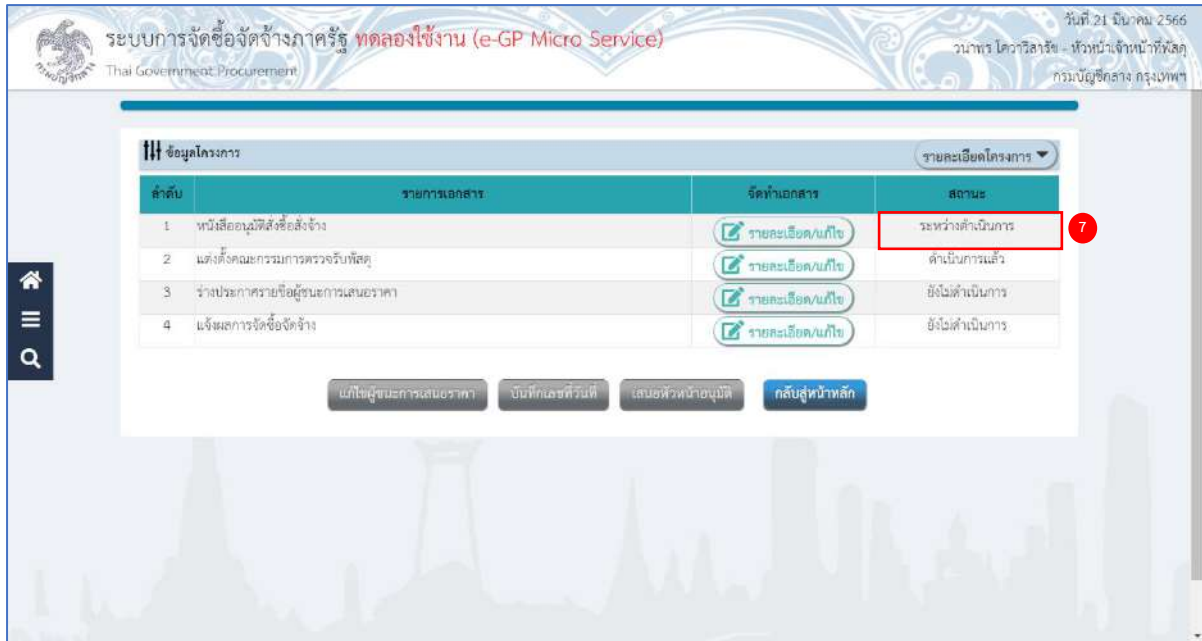 วันที่ 21 มีนาคม 2566
ระบบการจัดซื้อจัดจ้างภาครัฐ ทดลองใช้งาน (e-GP Micro Service)
วนาพร โควาวิสารัช - หัวหน้าเจ้าหน้าที่พัสดุ
Thai Government Procurement
กรมบัญชีกลาง กรุงเทพฯ
กรมบัญชีกลาง
ข้อมูลโครงการ
รายละเอียดโครงการ
ลำดับ รายการเอกสาร จัดทำเอกสาร สถานะ
1 หนังสืออนุมัติสั่งซื้อสั่งจ้าง รายละเอียด/แก้ไข ระหว่างดำเนินการ 7
2 แต่งตั้งคณะกรรมการตรวจรับพัสดุ รายละเอียด/แก้ไข ดำเนินการแล้ว
3 ร่างประกาศรายชื่อผู้ชนะการเสนอราคา รายละเอียด/แก้ไข ยังไม่ดำเนินการ
4 แจ้งผลการจัดซื้อจัดจ้าง รายละเอียด/แก้ไข ยังไม่ดำเนินการ
แก้ไขผู้ชนะการเสนอราคา บันทึกเลขที่วันที่ เสนอหัวหน้าอนุมัติ กลับสู่หน้าหลัก